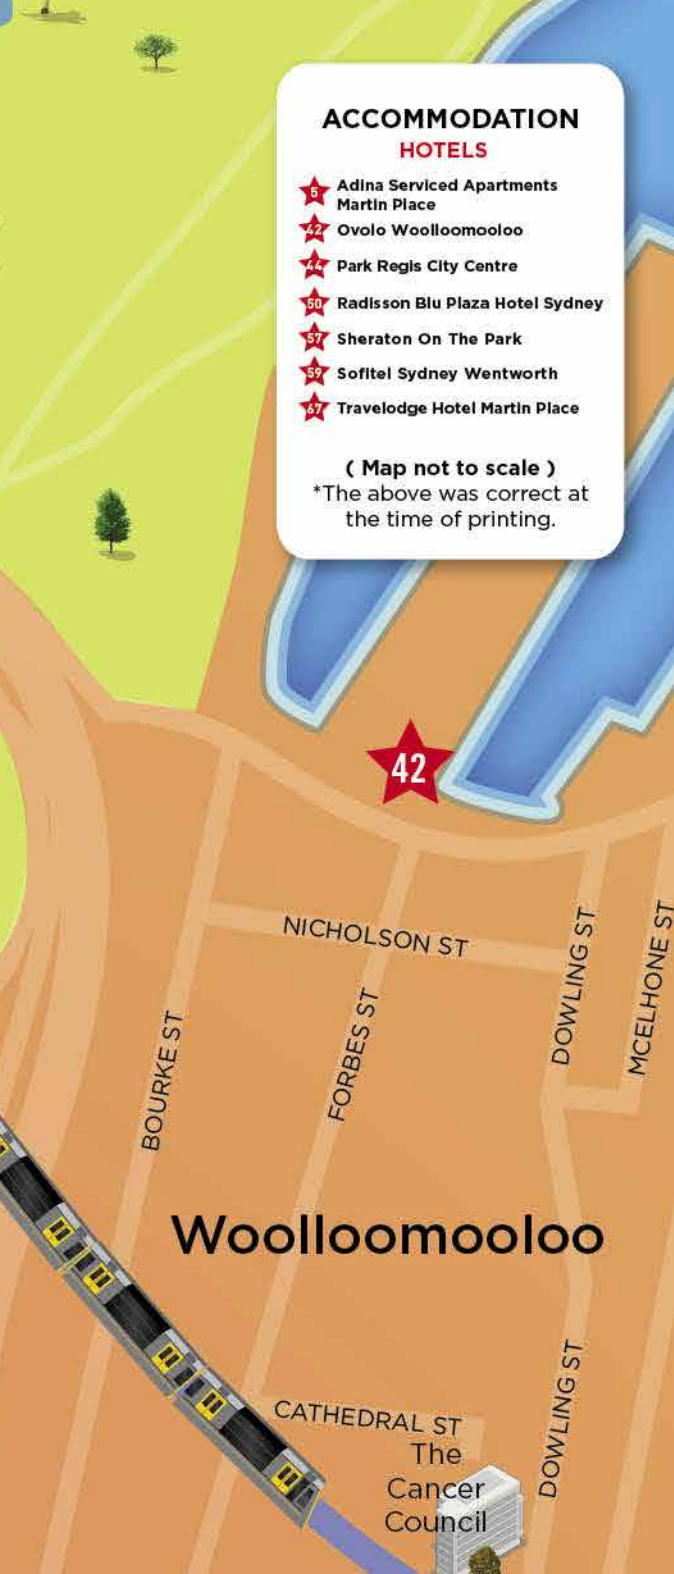 ACCOMMODATION
HOTELS
5 Adina Serviced Apartments
Martin Place
42 Ovolo Woolloomooloo
44 Park Regis City Centre
50 Radisson Blu Plaza Hotel Sydney
57 Sheraton On The Park
59 Sofitel Sydney Wentworth
67 Travelodge Hotel Martin Place
( Map not to scale )
*The above was correct at
the time of printing.
42
NICHOLSON ST
DOWLING ST
MCELHONE ST
FORBES ST
BOURKE ST
Woolloomooloo
DOWLING ST
CATHEDRAL ST
The
Cancer
Council